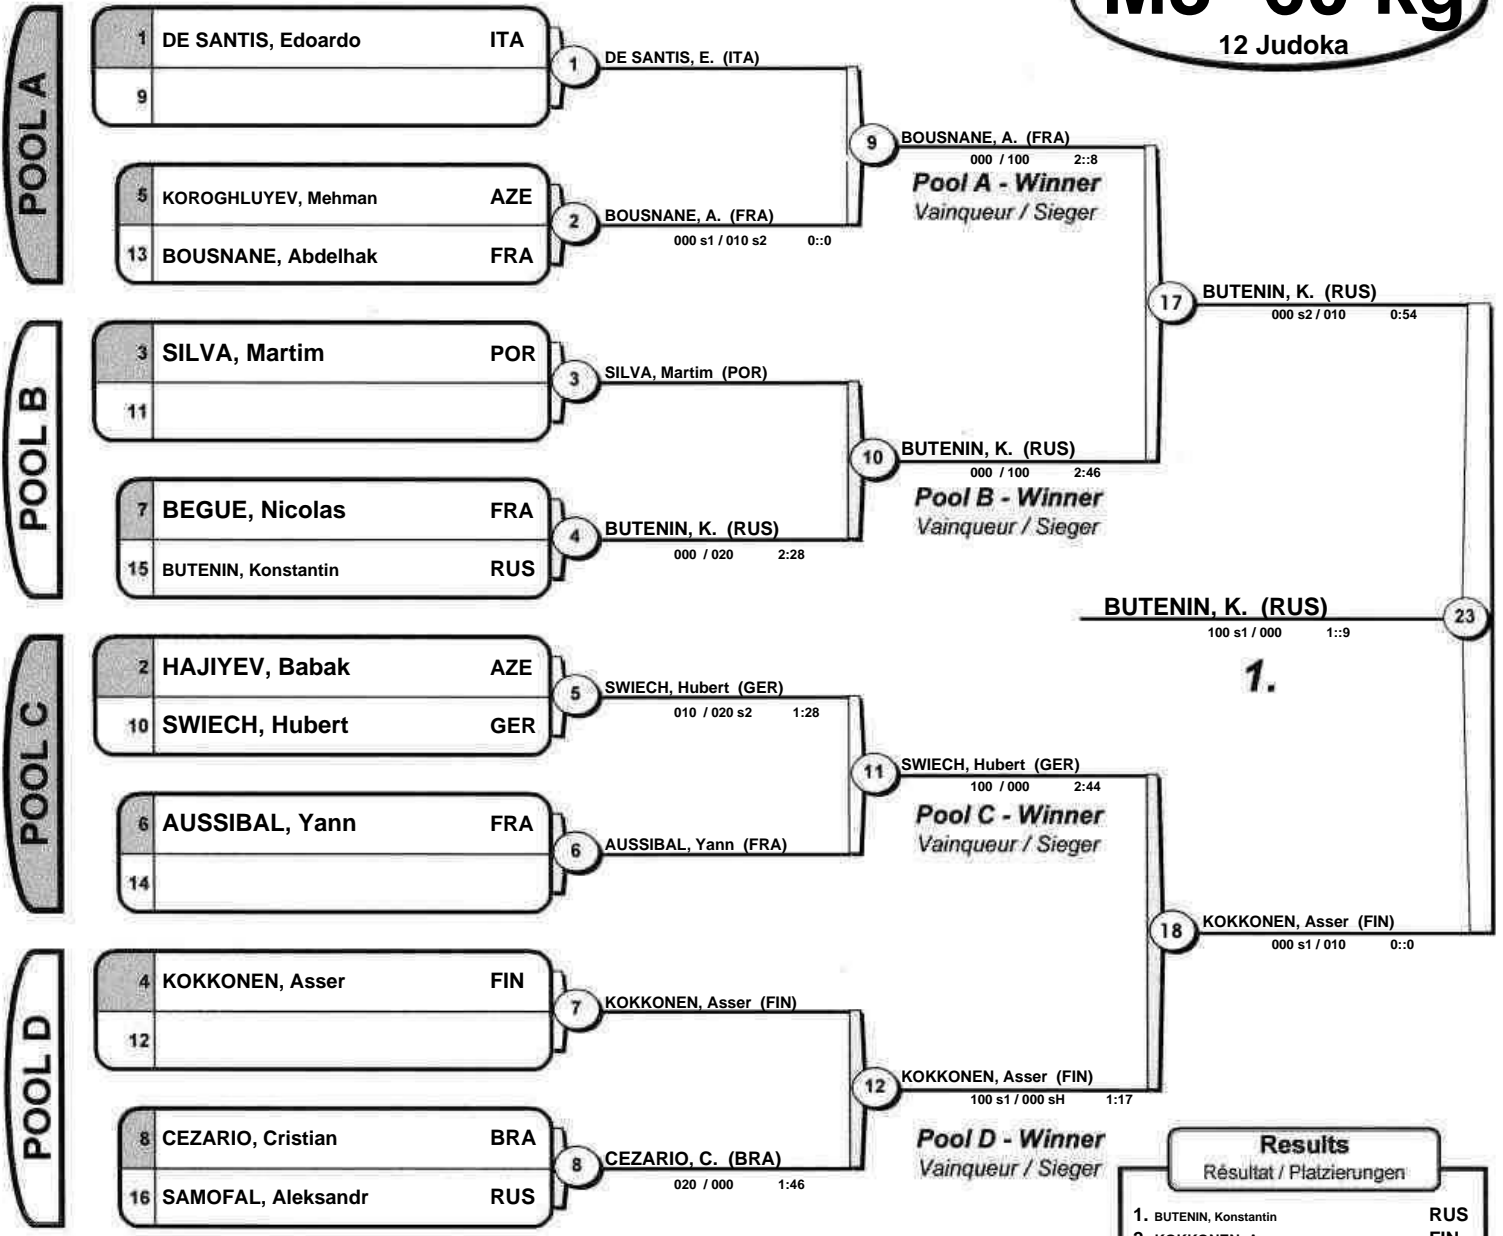 12 Judoka
POOL A
1 DE SANTIS, Edoardo ITA
9
1
DE SANTIS, E. (ITA)
5 KOROGHLUYEV, Mehman AZE
13 BOUSNANE, Abdelhak FRA
2
BOUSNANE, A. (FRA)
000 s1 / 010 s2 0::0
9
BOUSNANE, A. (FRA)
000 / 100 2::8
Pool A - Winner
Vainqueur / Sieger
POOL B
3 SILVA, Martim POR
11
3
SILVA, Martim (POR)
7 BEGUE, Nicolas FRA
15 BUTENIN, Konstantin RUS
4
BUTENIN, K. (RUS)
000 / 020 2:28
10
BUTENIN, K. (RUS)
000 / 100 2:46
Pool B - Winner
Vainqueur / Sieger
17
BUTENIN, K. (RUS)
000 s2 / 010 0:54
BUTENIN, K. (RUS)
23
100 s1 / 000 1::9
1.
POOL C
2 HAJIYEV, Babak AZE
10 SWIECH, Hubert GER
5
SWIECH, Hubert (GER)
010 / 020 s2 1:28
6 AUSSIBAL, Yann FRA
14
6
AUSSIBAL, Yann (FRA)
11
SWIECH, Hubert (GER)
100 / 000 2:44
Pool C - Winner
Vainqueur / Sieger
18
KOKKONEN, Asser (FIN)
000 s1 / 010 0::0
POOL D
4 KOKKONEN, Asser FIN
12
7
KOKKONEN, Asser (FIN)
8 CEZARIO, Cristian BRA
16 SAMOFAL, Aleksandr RUS
8
CEZARIO, C. (BRA)
020 / 000 1:46
12
KOKKONEN, Asser (FIN)
100 s1 / 000 sH 1:17
Pool D - Winner
Vainqueur / Sieger
Results
Résultat / Platzierungen
1. BUTENIN, Konstantin RUS